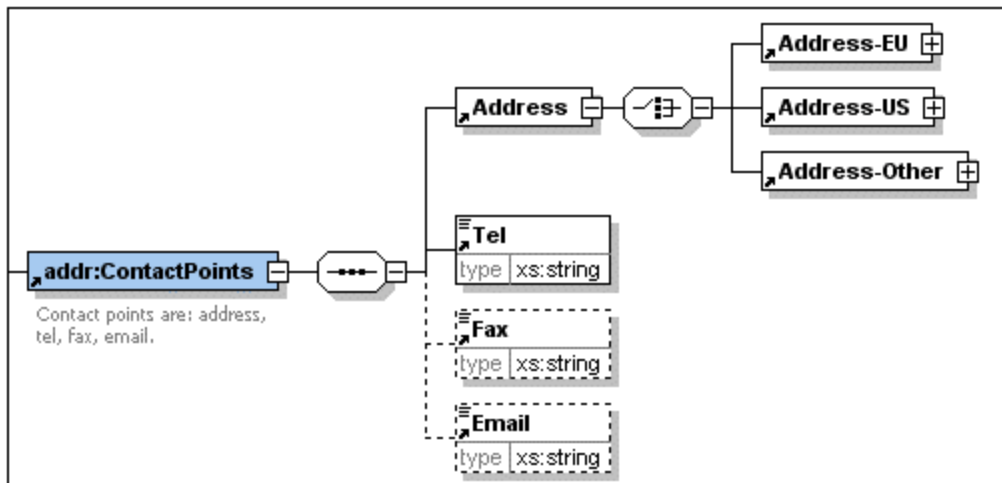 Address-EU
Address
Address-US
Address-Other
Tel
type xs:string
addr:ContactPoints
Contact points are: address,
tel, fax, email.
Fax
type xs:string
Email
type xs:string